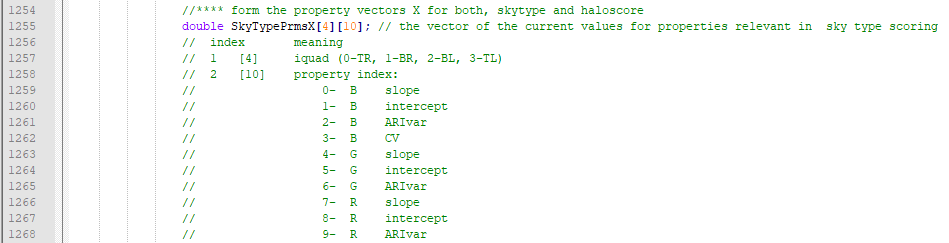 1254 //**** form the property vectors X for both, skytype and haloscore
1255 double SkyTypePrmsX[4][10]; // the vector of the current values for properties relevant in  sky type scoring
1256 //  index      meaning
1257 //  1   [4]    iquad (0-TR, 1-BR, 2-BL, 3-TL)
1258 //  2   [10]   property index:
1259 //                 0-  B   slope
1260 //                 1-  B   intercept
1261 //                 2-  B   ARIvar
1262 //                 3-  B   CV
1263 //                 4-  G   slope
1264 //                 5-  G   intercept
1265 //                 6-  G   ARIvar
1266 //                 7-  R   slope
1267 //                 8-  R   intercept
1268 //                 9-  R   ARIvar